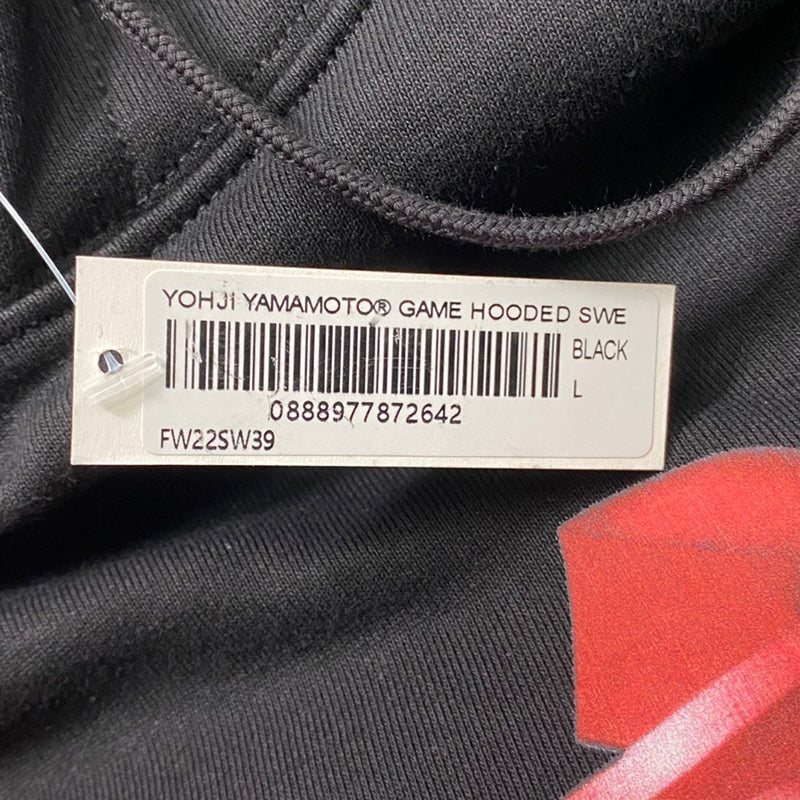 YOHJI YAMAMOTO® GAME HOODED SWE
BLACK
L
0888977872642
FW22SW39